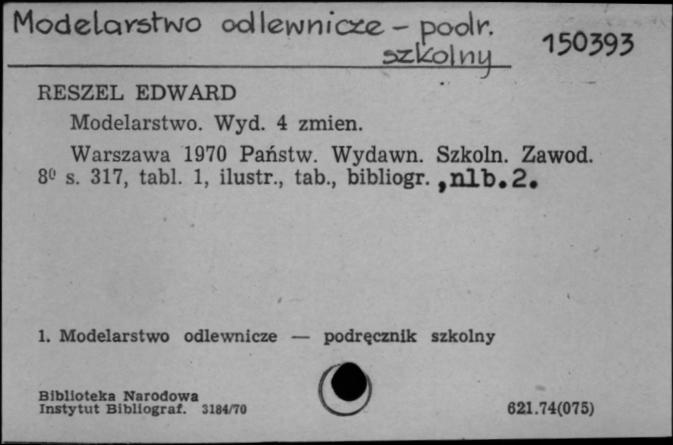 Modelarstwo odlewnicze - podr.
szkolny
150393
RESZEL EDWARD
Modelarstwo. Wyd. 4 zmien.
Warszawa 1970 Państw. Wydawn. Szkoln. Zawod.
8⁰ s. 317, tabl. 1, ilustr., tab., bibliogr. ,nlb.2.
1. Modelarstwo odlewnicze — podręcznik szkolny
Biblioteka Narodowa
Instytut Bibliograf. 3184/70
621.74(075)